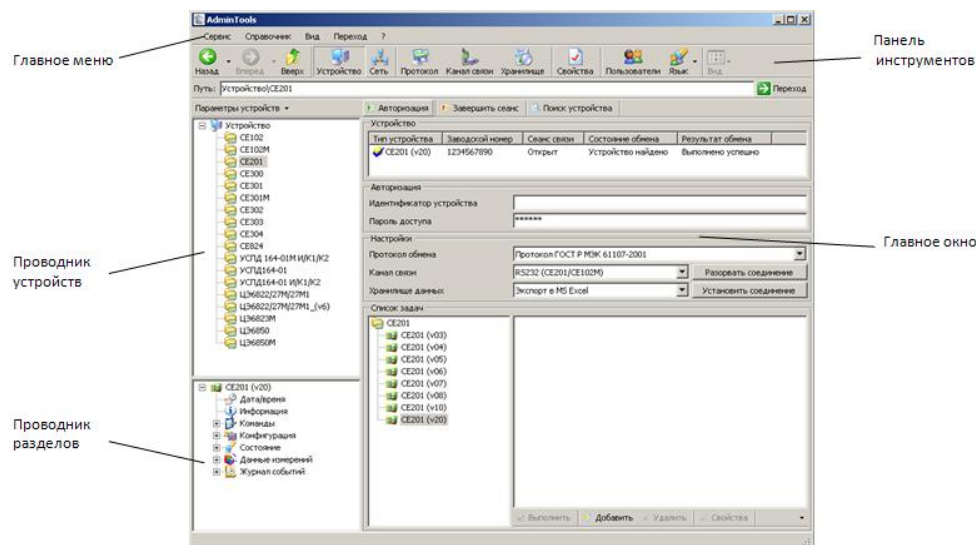 AdminTools
Сервис Справочник Вид Переход ?
Главное меню
Панель инструментов
Назад Вперед Вверх Устройство Сеть Протокол Канал связи Хранилище Свойства Пользователи Язык Вид
Путь: Устройство\CE201 Переход
Параметры устройств
Авторизация Завершить сеанс Поиск устройства
Устройство
CE102
CE102M
CE201
CE300
CE301
CE301M
CE302
CE303
CE304
CE824
УСПД 164-01М И/К1/К2
УСПД164-01
УСПД164-01 И/К1/К2
ЦЭ6822/27М/27М1
ЦЭ6822/27М/27М1_(v6)
ЦЭ6823М
ЦЭ6850
ЦЭ6850М
Проводник
устройств
Устройство
Тип устройства Заводской номер Сеанс связи Состояние обмена Результат обмена
CE201 (v20) 1234567890 Открыт Устройство найдено Выполнено успешно
Авторизация
Идентификатор устройства
Пароль доступа ******
Настройки
Протокол обмена Протокол ГОСТ Р МЭК 61107-2001
Канал связи RS232 (CE201/CE102M) Разорвать соединение
Хранилище данных Экспорт в MS Excel Установить соединение
Главное окно
Список задач
CE201
CE201 (v03)
CE201 (v04)
CE201 (v05)
CE201 (v06)
CE201 (v07)
CE201 (v08)
CE201 (v10)
CE201 (v20)
Выполнить Добавить Удалить Свойства
CE201 (v20)
Дата/время
Информация
Команды
Конфигурация
Состояние
Данные измерений
Журнал событий
Проводник
разделов